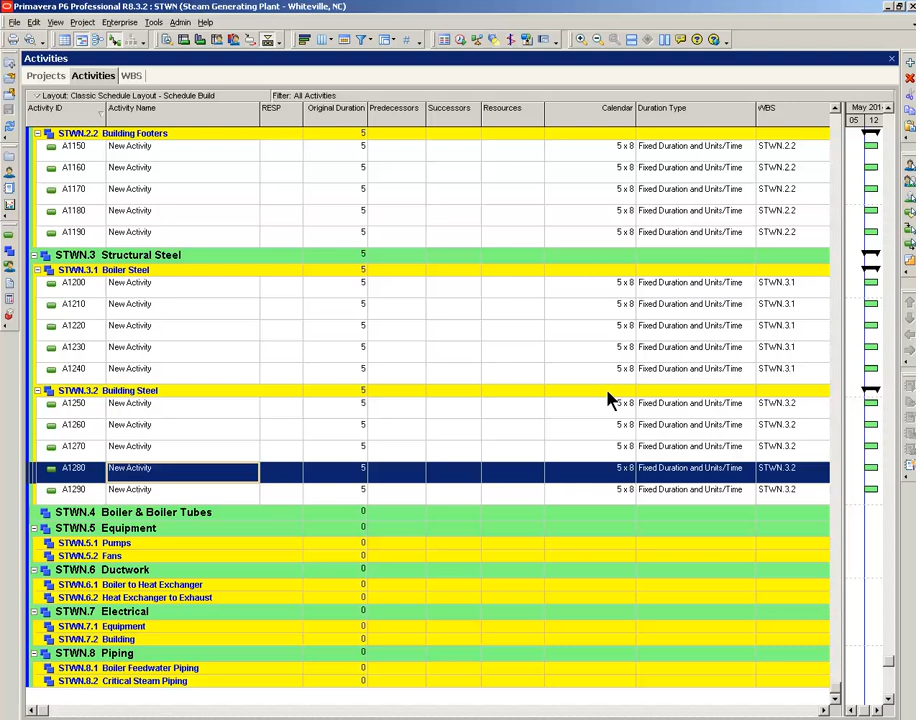 Primavera P6 Professional R8.3.2 : STWN (Steam Generating Plant - Whiteville, NC)
File Edit View Project Enterprise Tools Admin Help
Activities
Projects Activities WBS
Layout: Classic Schedule Layout - Schedule Build Filter: All Activities
Activity ID Activity Name RESP Original Duration Predecessors Successors Resources Calendar Duration Type WBS May 201
05 12
STWN.2.2 Building Footers 5
A1150 New Activity 5 5 x 8 Fixed Duration and Units/Time STWN.2.2
A1160 New Activity 5 5 x 8 Fixed Duration and Units/Time STWN.2.2
A1170 New Activity 5 5 x 8 Fixed Duration and Units/Time STWN.2.2
A1180 New Activity 5 5 x 8 Fixed Duration and Units/Time STWN.2.2
A1190 New Activity 5 5 x 8 Fixed Duration and Units/Time STWN.2.2
STWN.3 Structural Steel 5
STWN.3.1 Boiler Steel 5
A1200 New Activity 5 5 x 8 Fixed Duration and Units/Time STWN.3.1
A1210 New Activity 5 5 x 8 Fixed Duration and Units/Time STWN.3.1
A1220 New Activity 5 5 x 8 Fixed Duration and Units/Time STWN.3.1
A1230 New Activity 5 5 x 8 Fixed Duration and Units/Time STWN.3.1
A1240 New Activity 5 5 x 8 Fixed Duration and Units/Time STWN.3.1
STWN.3.2 Building Steel 5
A1250 New Activity 5 5 x 8 Fixed Duration and Units/Time STWN.3.2
A1260 New Activity 5 5 x 8 Fixed Duration and Units/Time STWN.3.2
A1270 New Activity 5 5 x 8 Fixed Duration and Units/Time STWN.3.2
A1280 New Activity 5 5 x 8 Fixed Duration and Units/Time STWN.3.2
A1290 New Activity 5 5 x 8 Fixed Duration and Units/Time STWN.3.2
STWN.4 Boiler & Boiler Tubes 0
STWN.5 Equipment 0
STWN.5.1 Pumps 0
STWN.5.2 Fans 0
STWN.6 Ductwork 0
STWN.6.1 Boiler to Heat Exchanger 0
STWN.6.2 Heat Exchanger to Exhaust 0
STWN.7 Electrical 0
STWN.7.1 Equipment 0
STWN.7.2 Building 0
STWN.8 Piping 0
STWN.8.1 Boiler Feedwater Piping 0
STWN.8.2 Critical Steam Piping 0